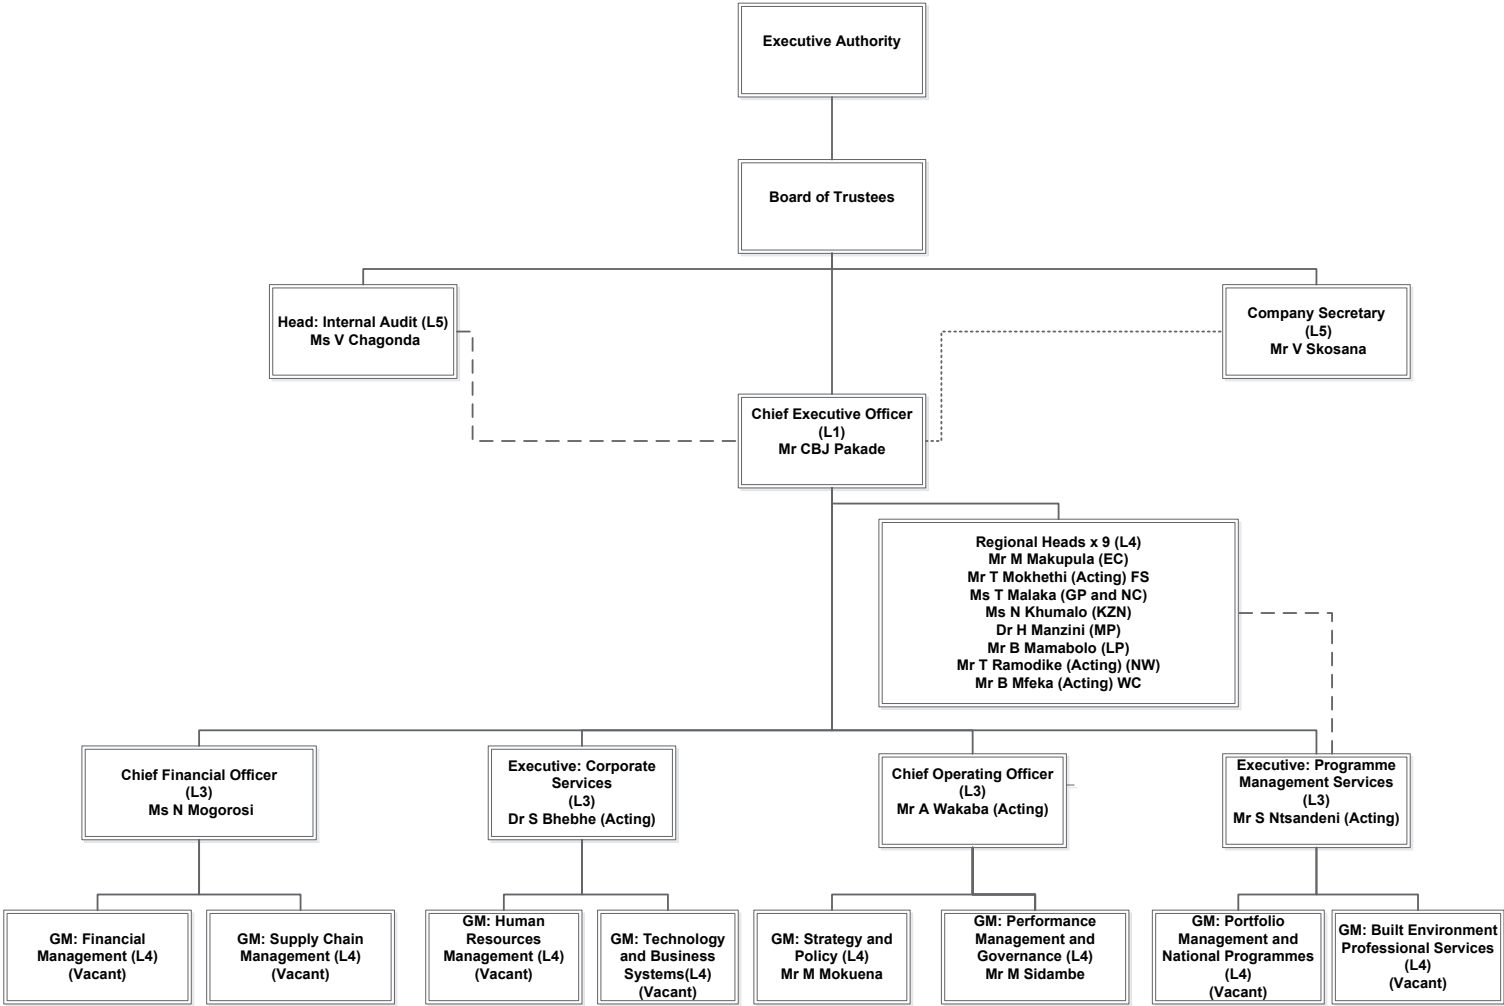 Executive Authority
Board of Trustees
Head: Internal Audit (L5)
Ms V Chagonda
Company Secretary
(L5)
Mr V Skosana
Chief Executive Officer
(L1)
Mr CBJ Pakade
Regional Heads x 9 (L4)
Mr M Makupula (EC)
Mr T Mokhethi (Acting) FS
Ms T Malaka (GP and NC)
Ms N Khumalo (KZN)
Dr H Manzini (MP)
Mr B Mamabolo (LP)
Mr T Ramodike (Acting) (NW)
Mr B Mfeka (Acting) WC
Chief Financial Officer
(L3)
Ms N Mogorosi
Executive: Corporate
Services
(L3)
Dr S Bhebhe (Acting)
Chief Operating Officer
(L3)
Mr A Wakaba (Acting)
Executive: Programme
Management Services
(L3)
Mr S Ntsandeni (Acting)
GM: Financial
Management (L4)
(Vacant)
GM: Supply Chain
Management (L4)
(Vacant)
GM: Human
Resources
Management (L4)
(Vacant)
GM: Technology
and Business
Systems(L4)
(Vacant)
GM: Strategy and
Policy (L4)
Mr M Mokuena
GM: Performance
Management and
Governance (L4)
Mr M Sidambe
GM: Portfolio
Management and
National Programmes
(L4)
(Vacant)
GM: Built Environment
Professional Services
(L4)
(Vacant)